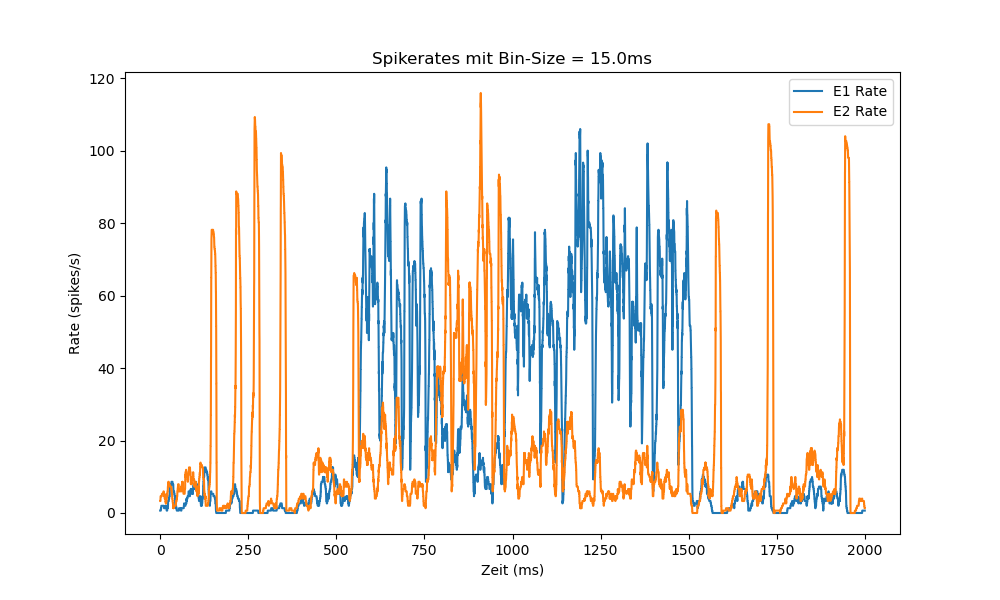 Spikerates mit Bin-Size = 15.0ms
E1 Rate
E2 Rate
120
100
80
60
40
20
0
Rate (spikes/s)
0 250 500 750 1000 1250 1500 1750 2000
Zeit (ms)